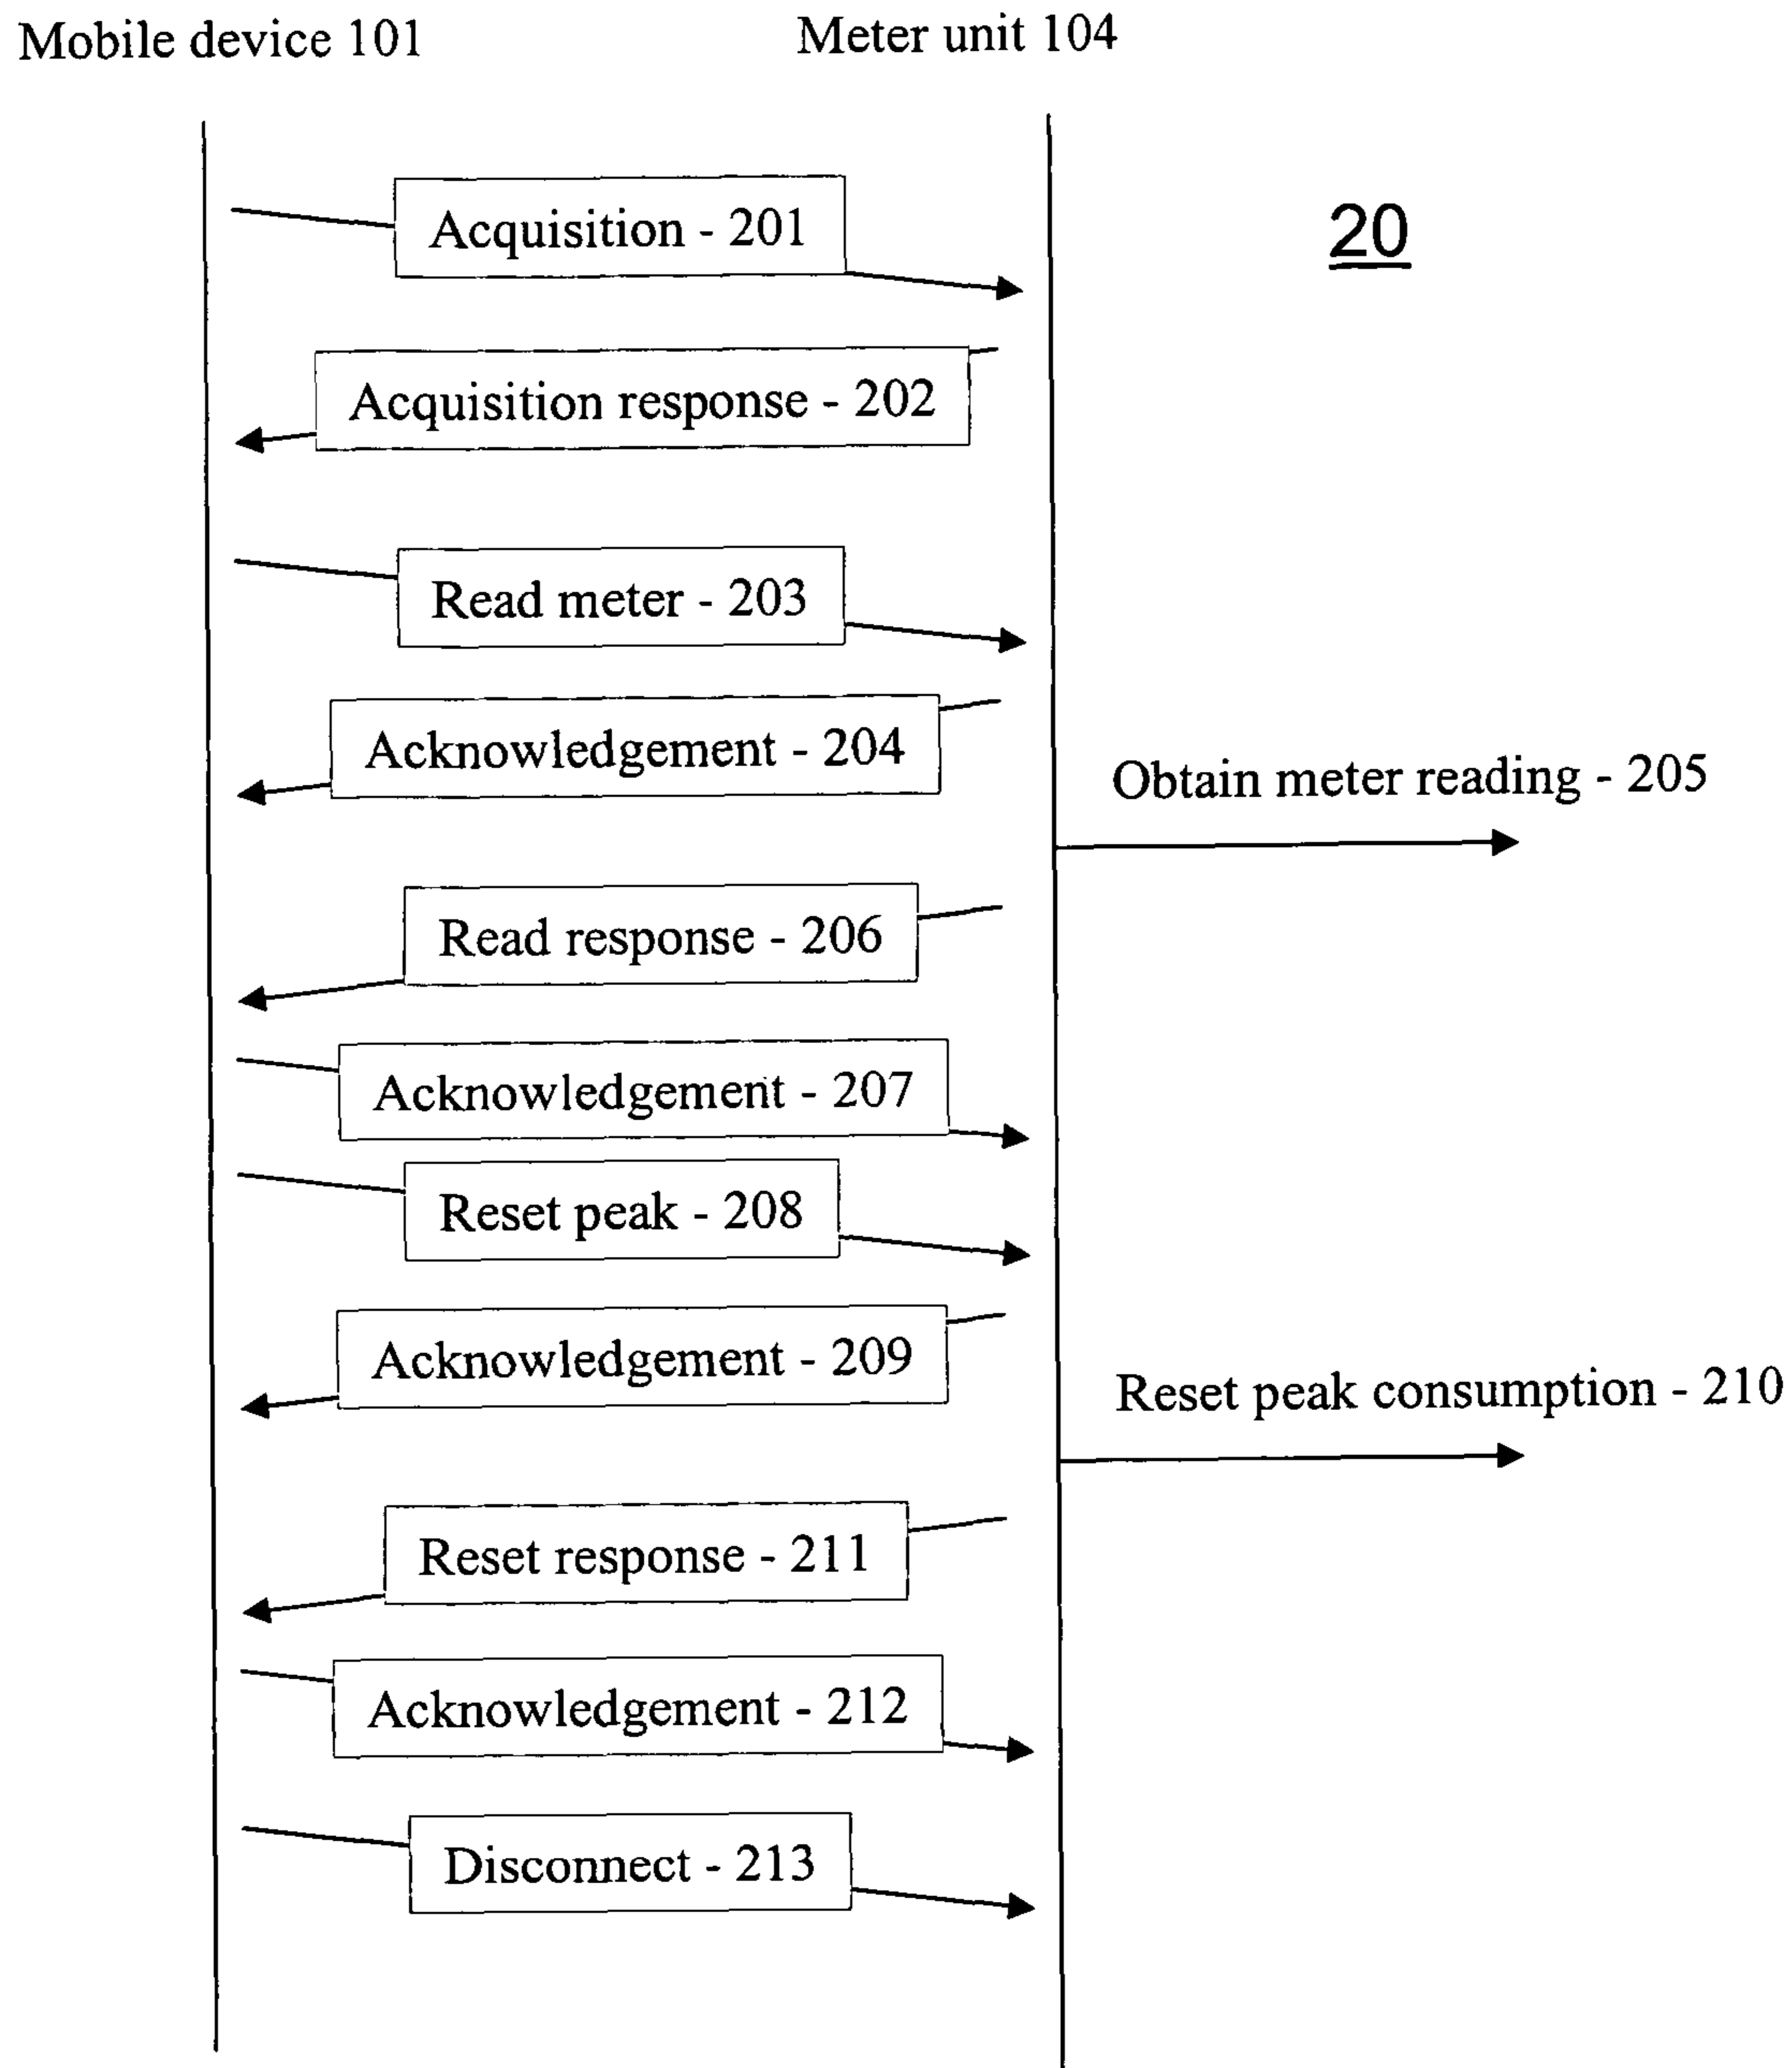 Mobile device 101
Meter unit 104
20
Acquisition - 201
Acquisition response - 202
Read meter - 203
Acknowledgement - 204
Obtain meter reading - 205
Read response - 206
Acknowledgement - 207
Reset peak - 208
Acknowledgement - 209
Reset peak consumption - 210
Reset response - 211
Acknowledgement - 212
Disconnect - 213